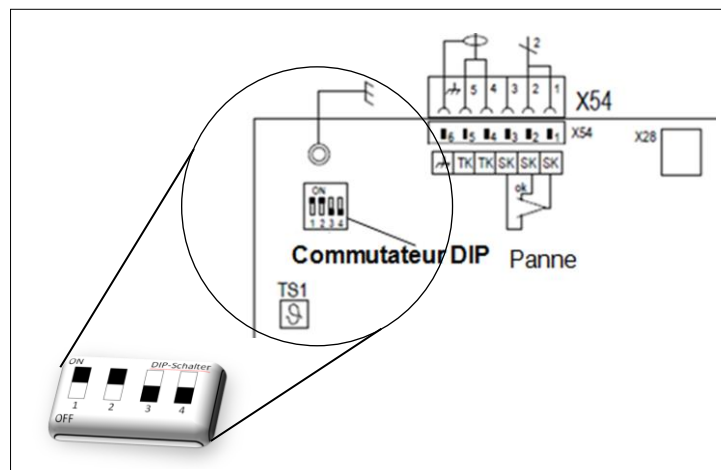 2
5 4 3 2 1
X54
6 5 4 3 2 1
X54
X28
TK TK SK SK SK
ok
ON
1 2 3 4
Commutateur DIP
Panne
TS1
ON
DIP-Schalter
1 2 3 4
OFF